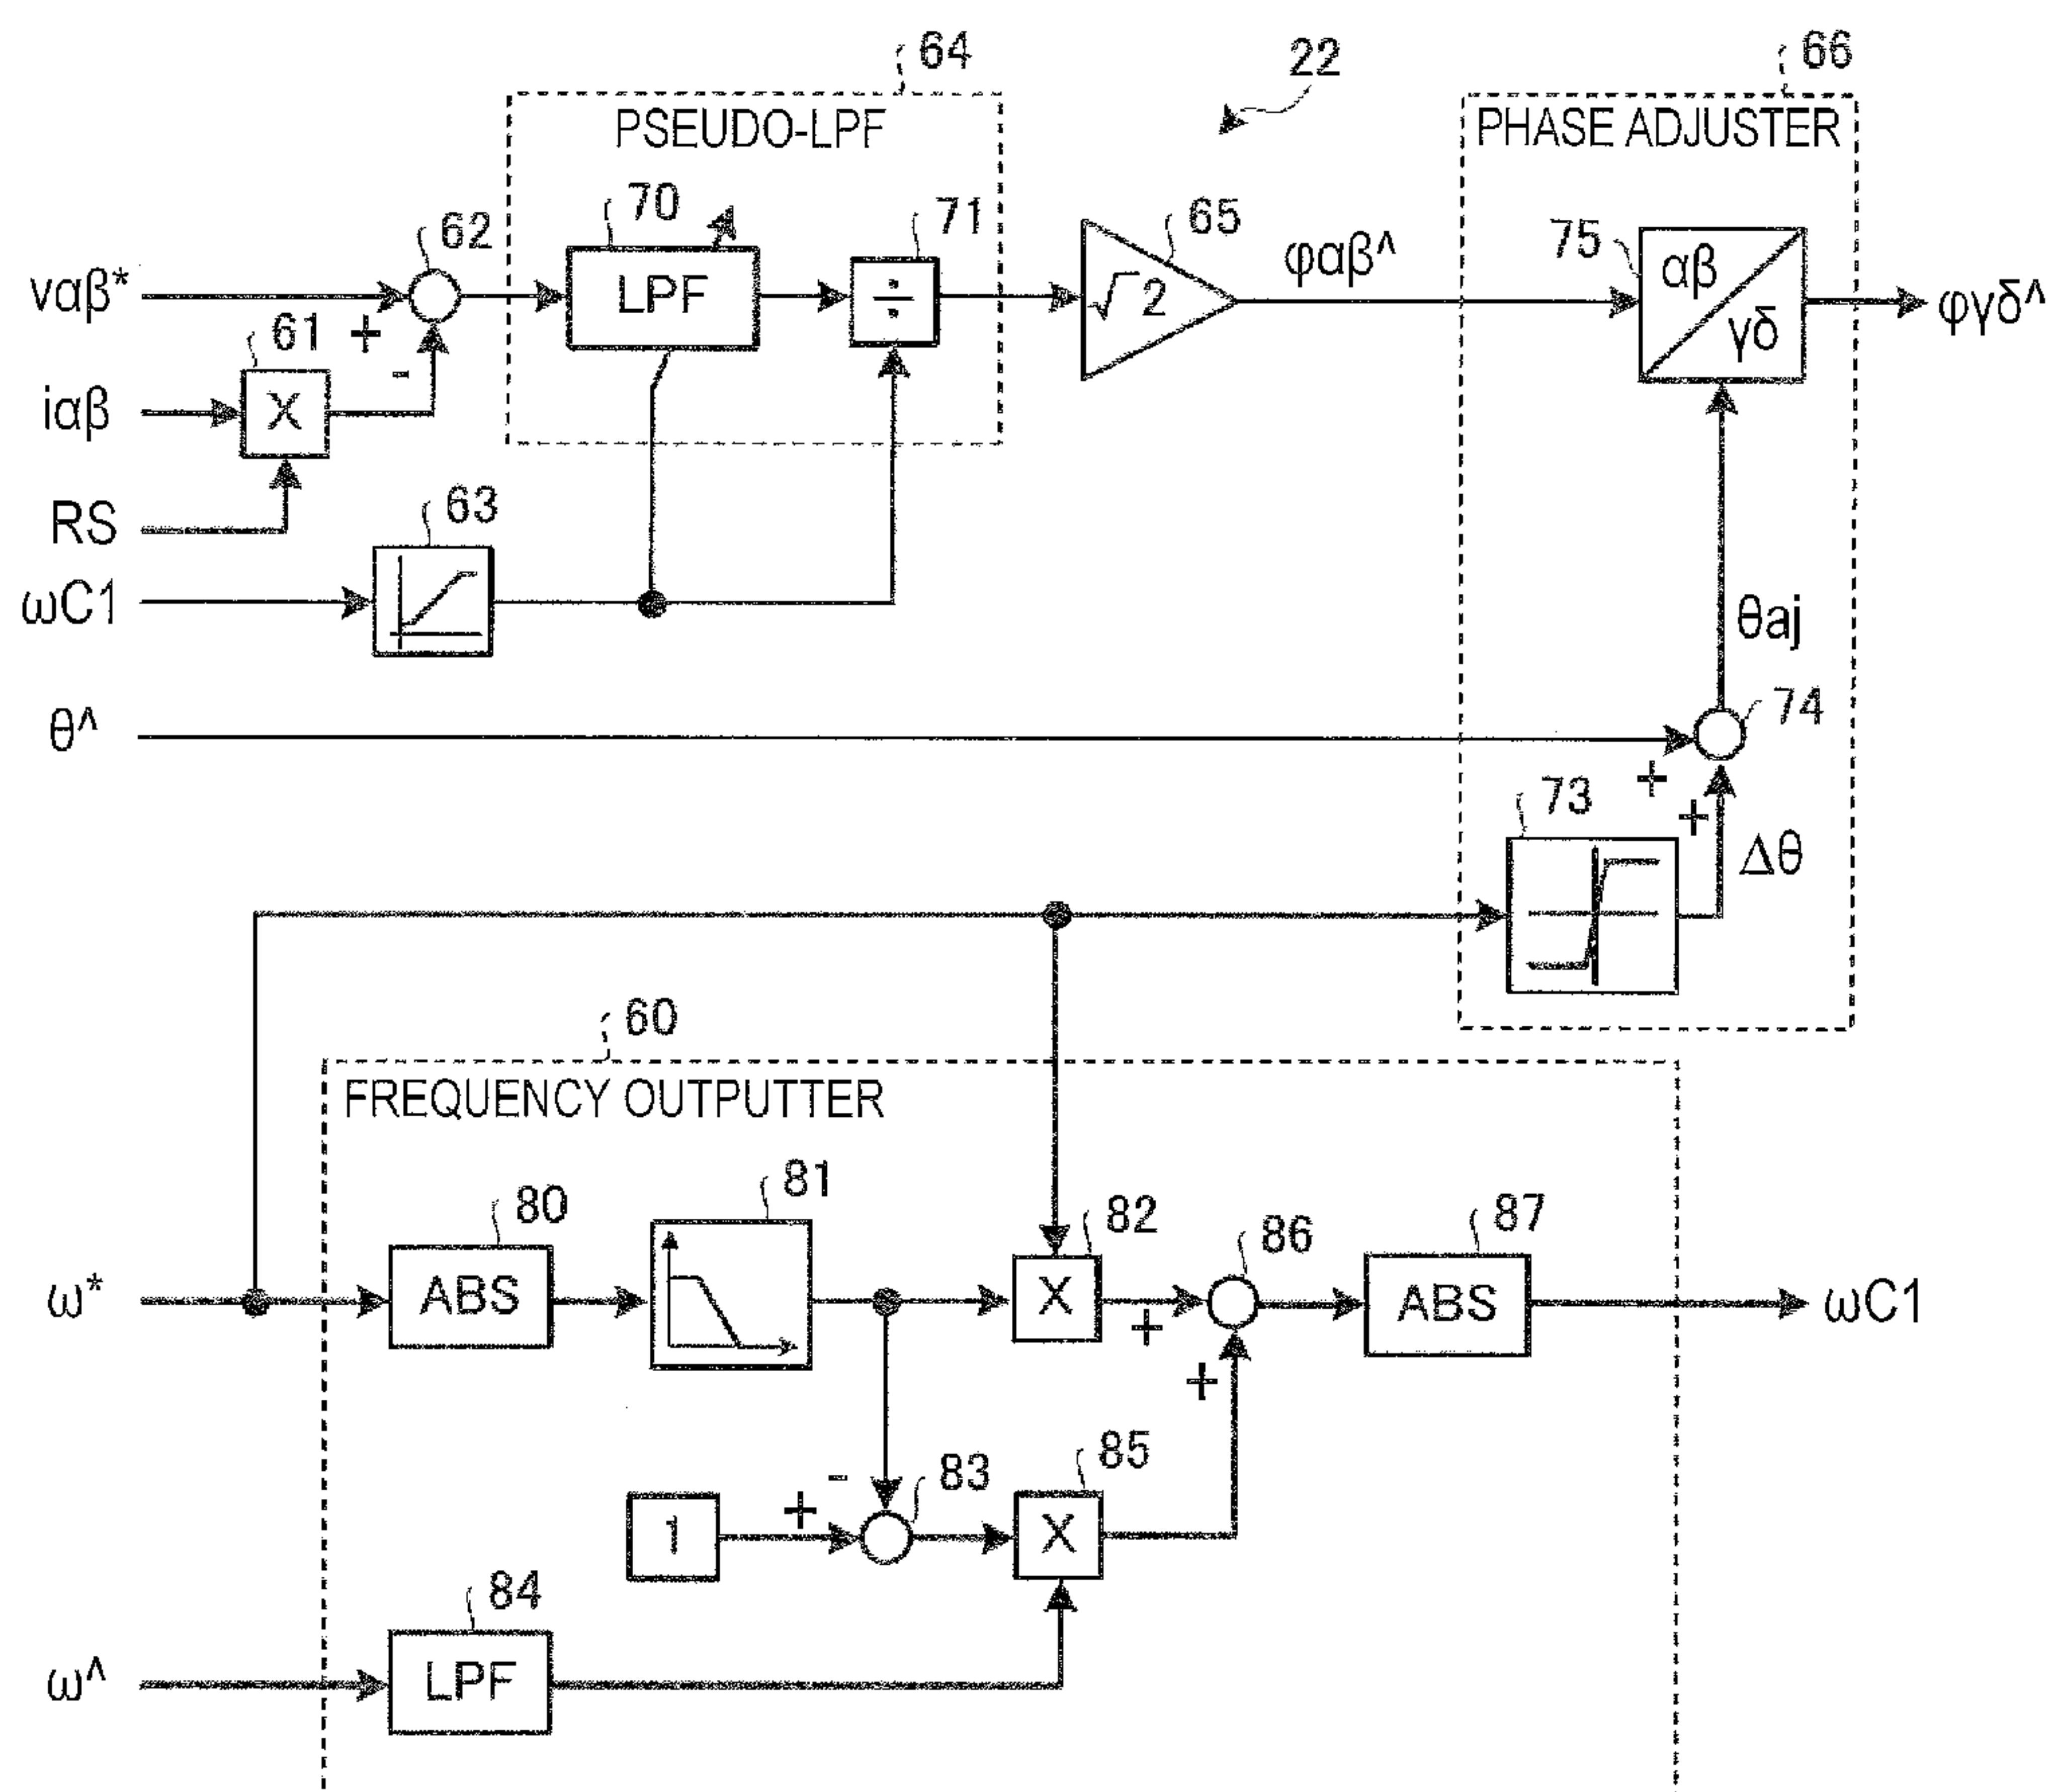 64
22
66
PSEUDO-LPF
PHASE ADJUSTER
62
70
71
65
75
vαβ*
+
-
LPF
÷
√2
φαβ^
αβ
γδ
φγδ^
61
iαβ
X
RS
63
ωC1
θaj
θ^
74
+
+
73
Δθ
60
FREQUENCY OUTPUTTER
80
81
82
86
87
ω*
ABS
X
+
+
ABS
ωC1
-
83
85
1
+
X
84
ω^
LPF